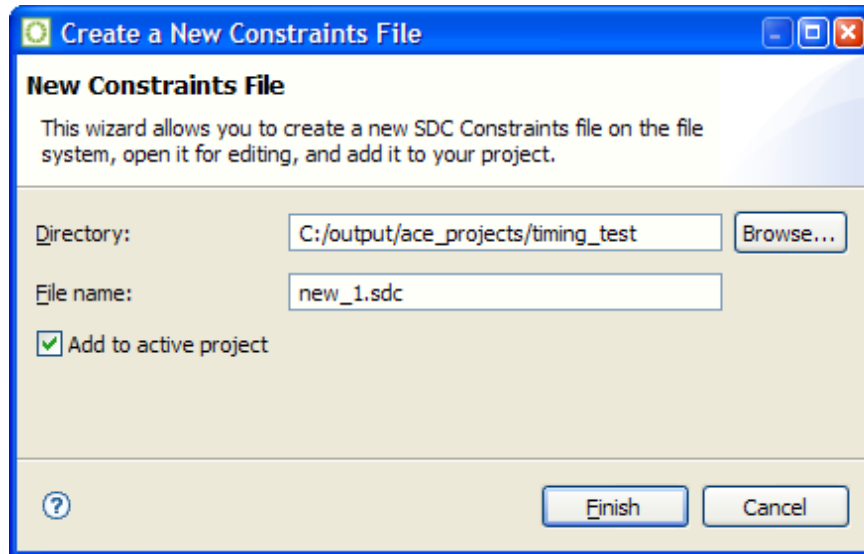 Create a New Constraints File
New Constraints File
This wizard allows you to create a new SDC Constraints file on the file
system, open it for editing, and add it to your project.
Directory: C:/output/ace_projects/timing_test Browse...
File name: new_1.sdc
Add to active project
? Finish Cancel